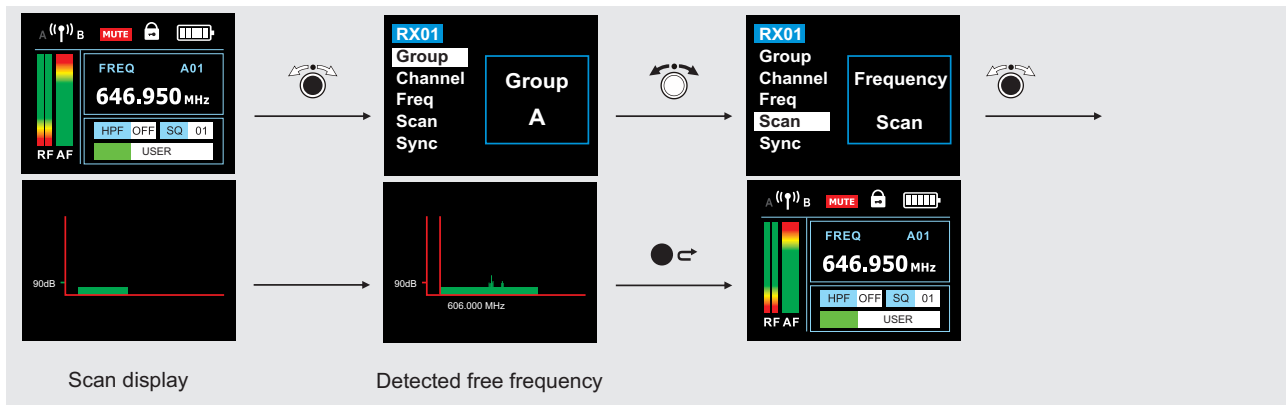 A B MUTE
FREQ A01
646.950 MHz
HPF OFF SQ 01
USER
RF AF
RX01
Group
Channel
Freq
Scan
Sync
Group
A
RX01
Group
Channel
Freq
Scan
Sync
Frequency
Scan
90dB
90dB
606.000 MHz
A B MUTE
FREQ A01
646.950 MHz
HPF OFF SQ 01
USER
RF AF
Scan display
Detected free frequency